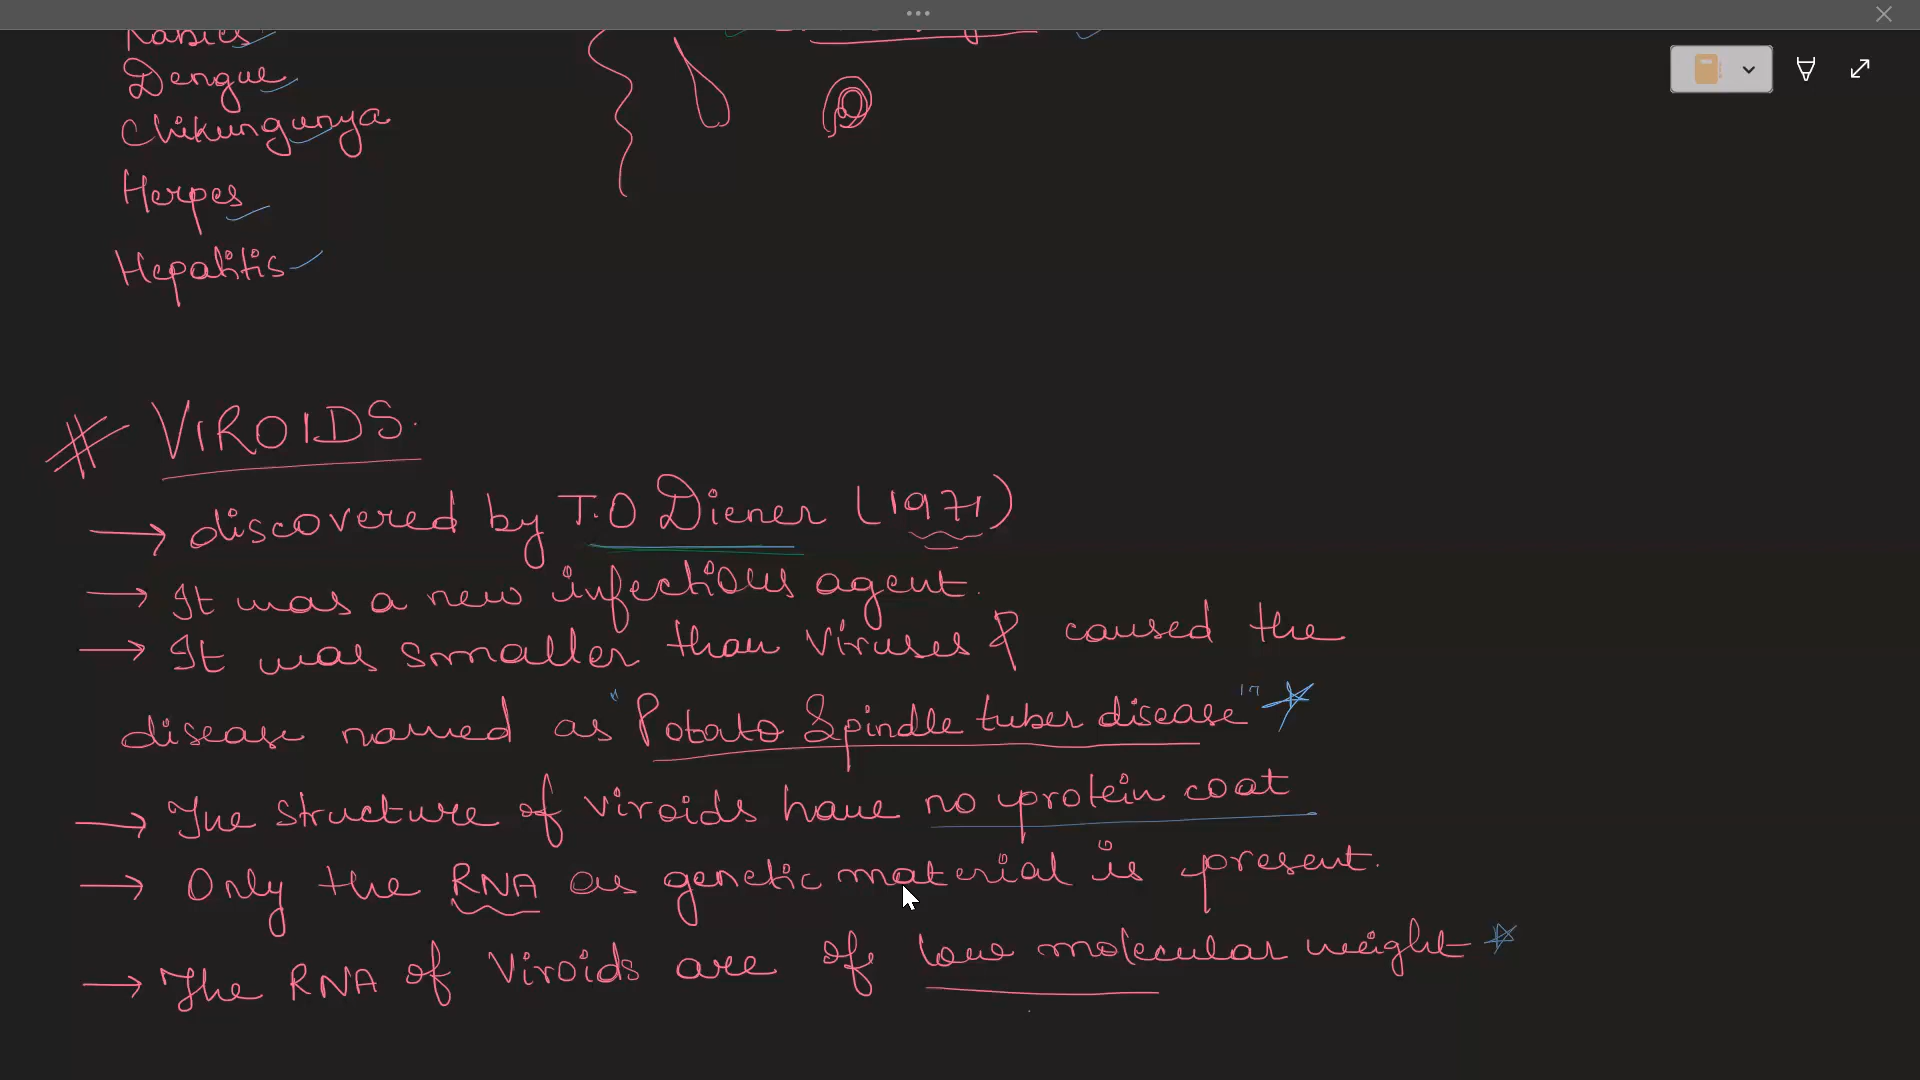 Rabies
Dengue
Chikungunya
Herpes
Hepatitis
# VIROIDS.
→ discovered by T.O Diener (1971)
→ It was a new infectious agent.
→ It was smaller than viruses & caused the
disease named as "Potato Spindle tuber disease"
→ The structure of viroids have no protein coat
→ Only the RNA as genetic material is present.
→ The RNA of Viroids are of low molecular weight